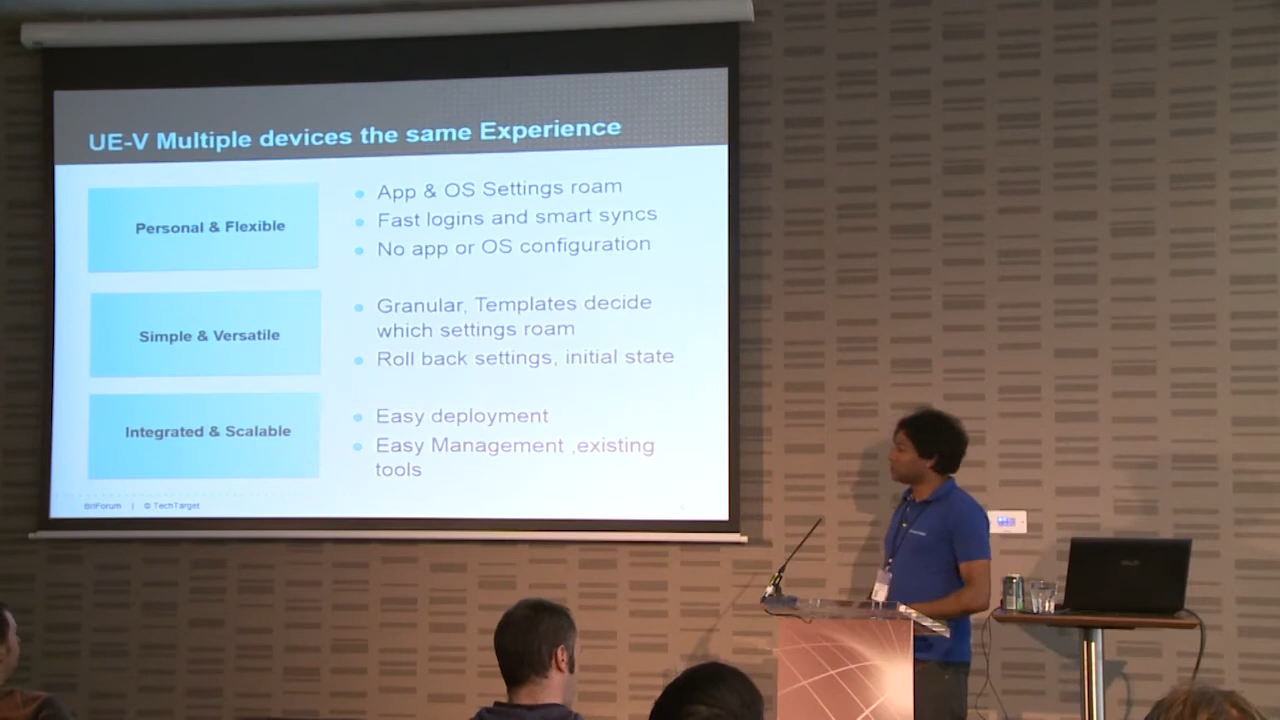 UE-V Multiple devices the same Experience
Personal & Flexible
App & OS Settings roam
Fast logins and smart syncs
No app or OS configuration
Simple & Versatile
Granular, Templates decide
which settings roam
Roll back settings, initial state
Integrated & Scalable
Easy deployment
Easy Management ,existing
tools
BriForum | © TechTarget